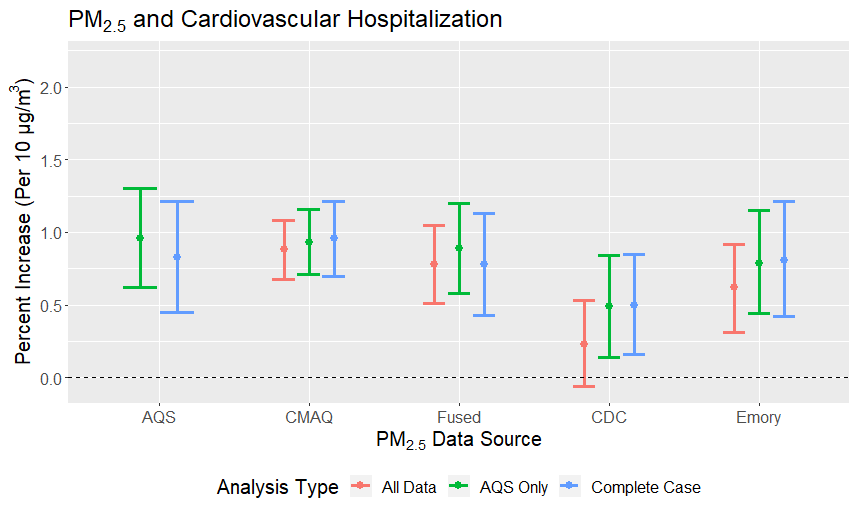 PM2.5 and Cardiovascular Hospitalization
Percent Increase (Per 10 µg/m3)
2.0
1.5
1.0
0.5
0.0
AQS CMAQ Fused CDC Emory
PM2.5 Data Source
Analysis Type All Data AQS Only Complete Case